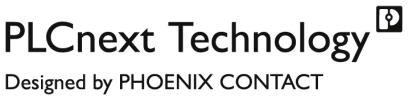 PLCnext Technology
Designed by PHOENIX CONTACT